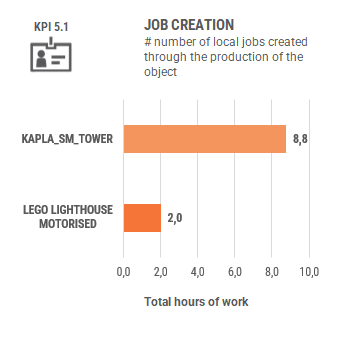 KPI 5.1
JOB CREATION
# number of local jobs created
through the production of the
object
KAPLA_SM_TOWER
8,8
LEGO LIGHTHOUSE
MOTORISED
2,0
0,0 2,0 4,0 6,0 8,0 10,0
Total hours of work